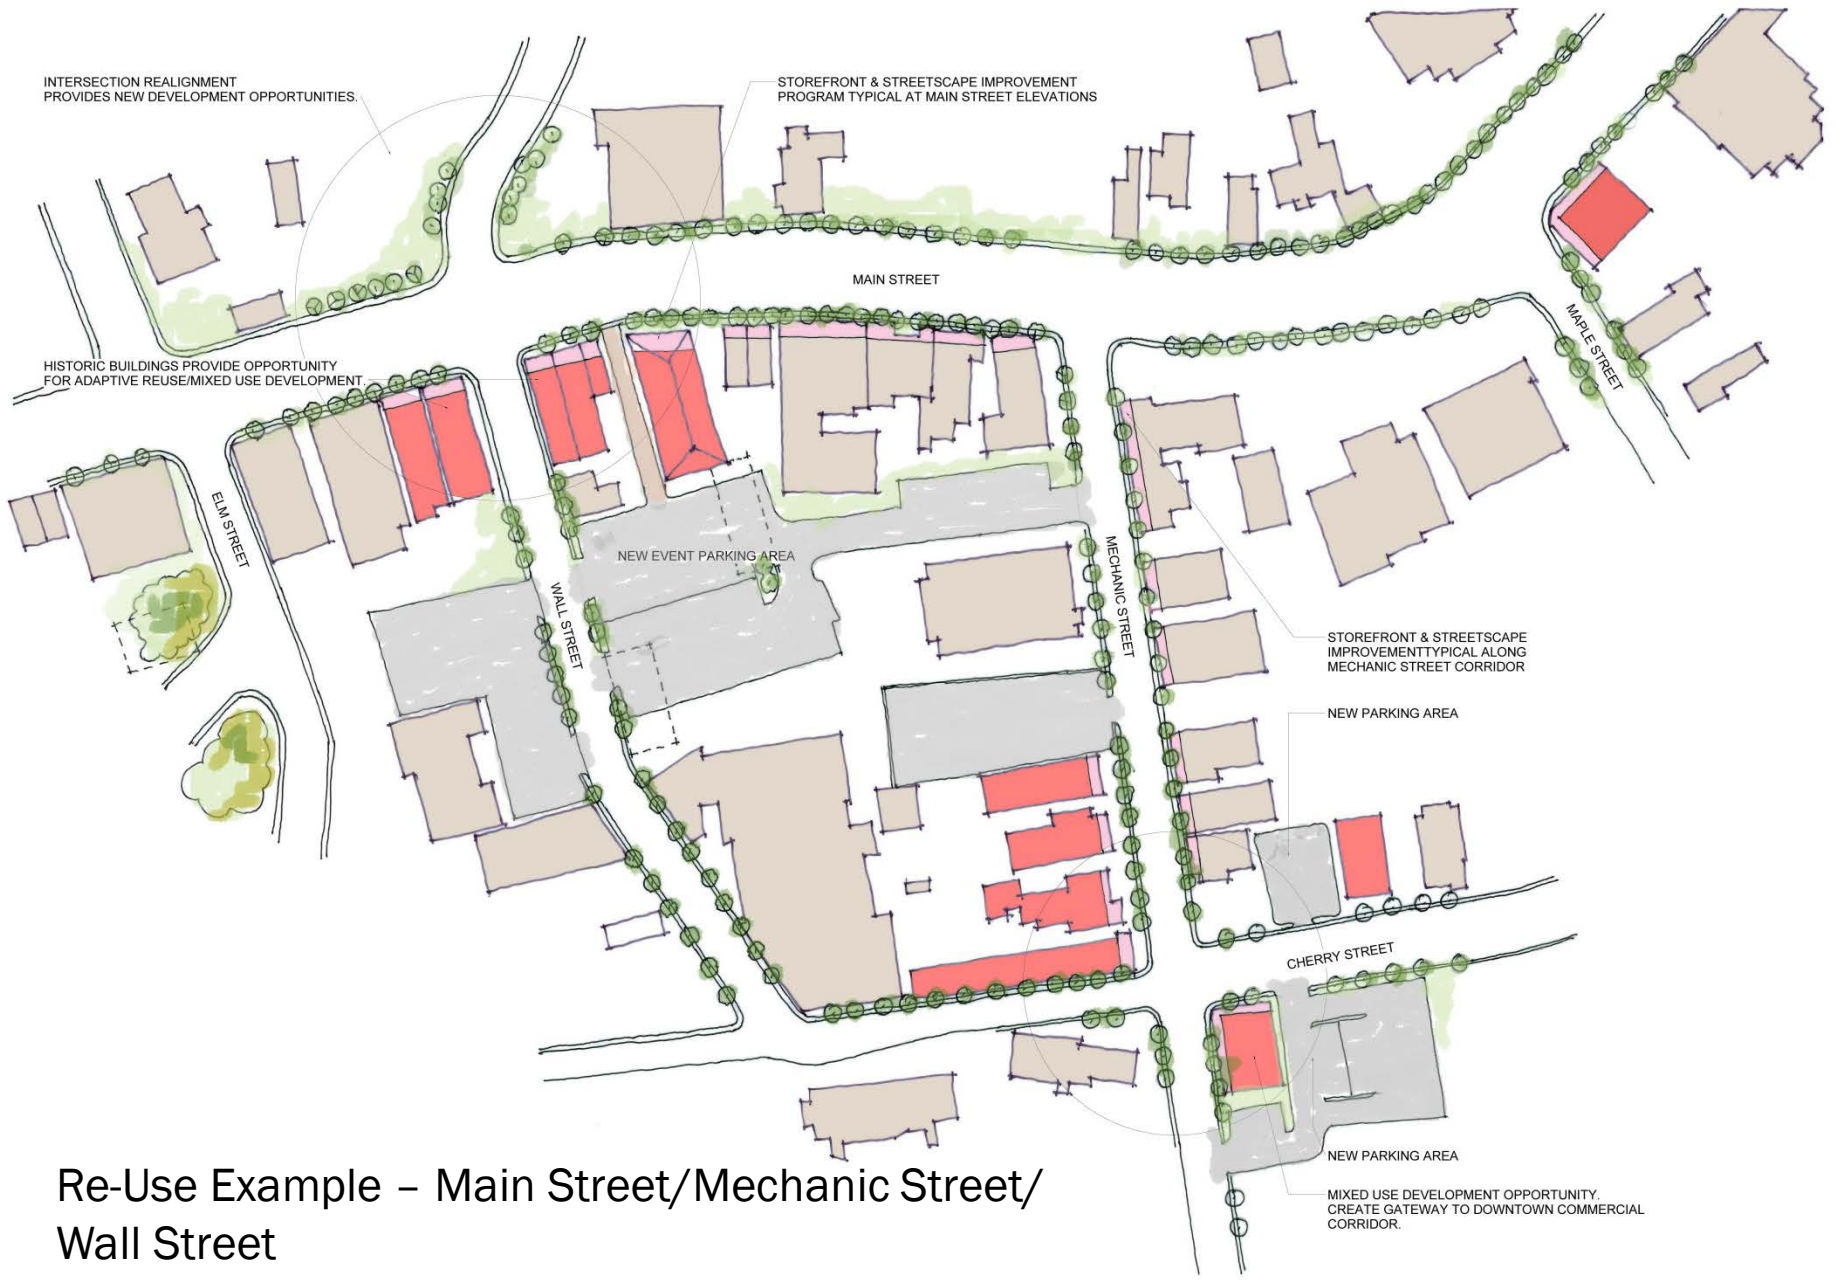 INTERSECTION REALIGNMENT
PROVIDES NEW DEVELOPMENT OPPORTUNITIES.
STOREFRONT & STREETSCAPE IMPROVEMENT
PROGRAM TYPICAL AT MAIN STREET ELEVATIONS
MAIN STREET
MAPLE STREET
HISTORIC BUILDINGS PROVIDE OPPORTUNITY
FOR ADAPTIVE REUSE/MIXED USE DEVELOPMENT.
ELM STREET
NEW EVENT PARKING AREA
WALL STREET
MECHANIC STREET
STOREFRONT & STREETSCAPE
IMPROVEMENTTYPICAL ALONG
MECHANIC STREET CORRIDOR
NEW PARKING AREA
CHERRY STREET
NEW PARKING AREA
MIXED USE DEVELOPMENT OPPORTUNITY.
CREATE GATEWAY TO DOWNTOWN COMMERCIAL
CORRIDOR.
Re-Use Example – Main Street/Mechanic Street/
Wall Street